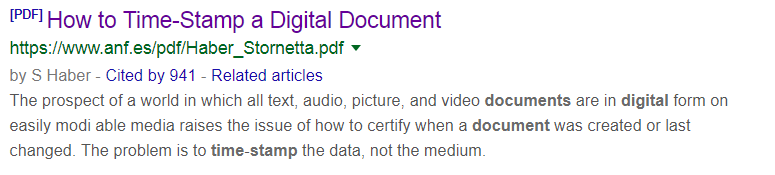 [PDF] How to Time-Stamp a Digital Document
https://www.anf.es/pdf/Haber_Stornetta.pdf
by S Haber - Cited by 941 - Related articles
The prospect of a world in which all text, audio, picture, and video documents are in digital form on
easily modi able media raises the issue of how to certify when a document was created or last
changed. The problem is to time-stamp the data, not the medium.